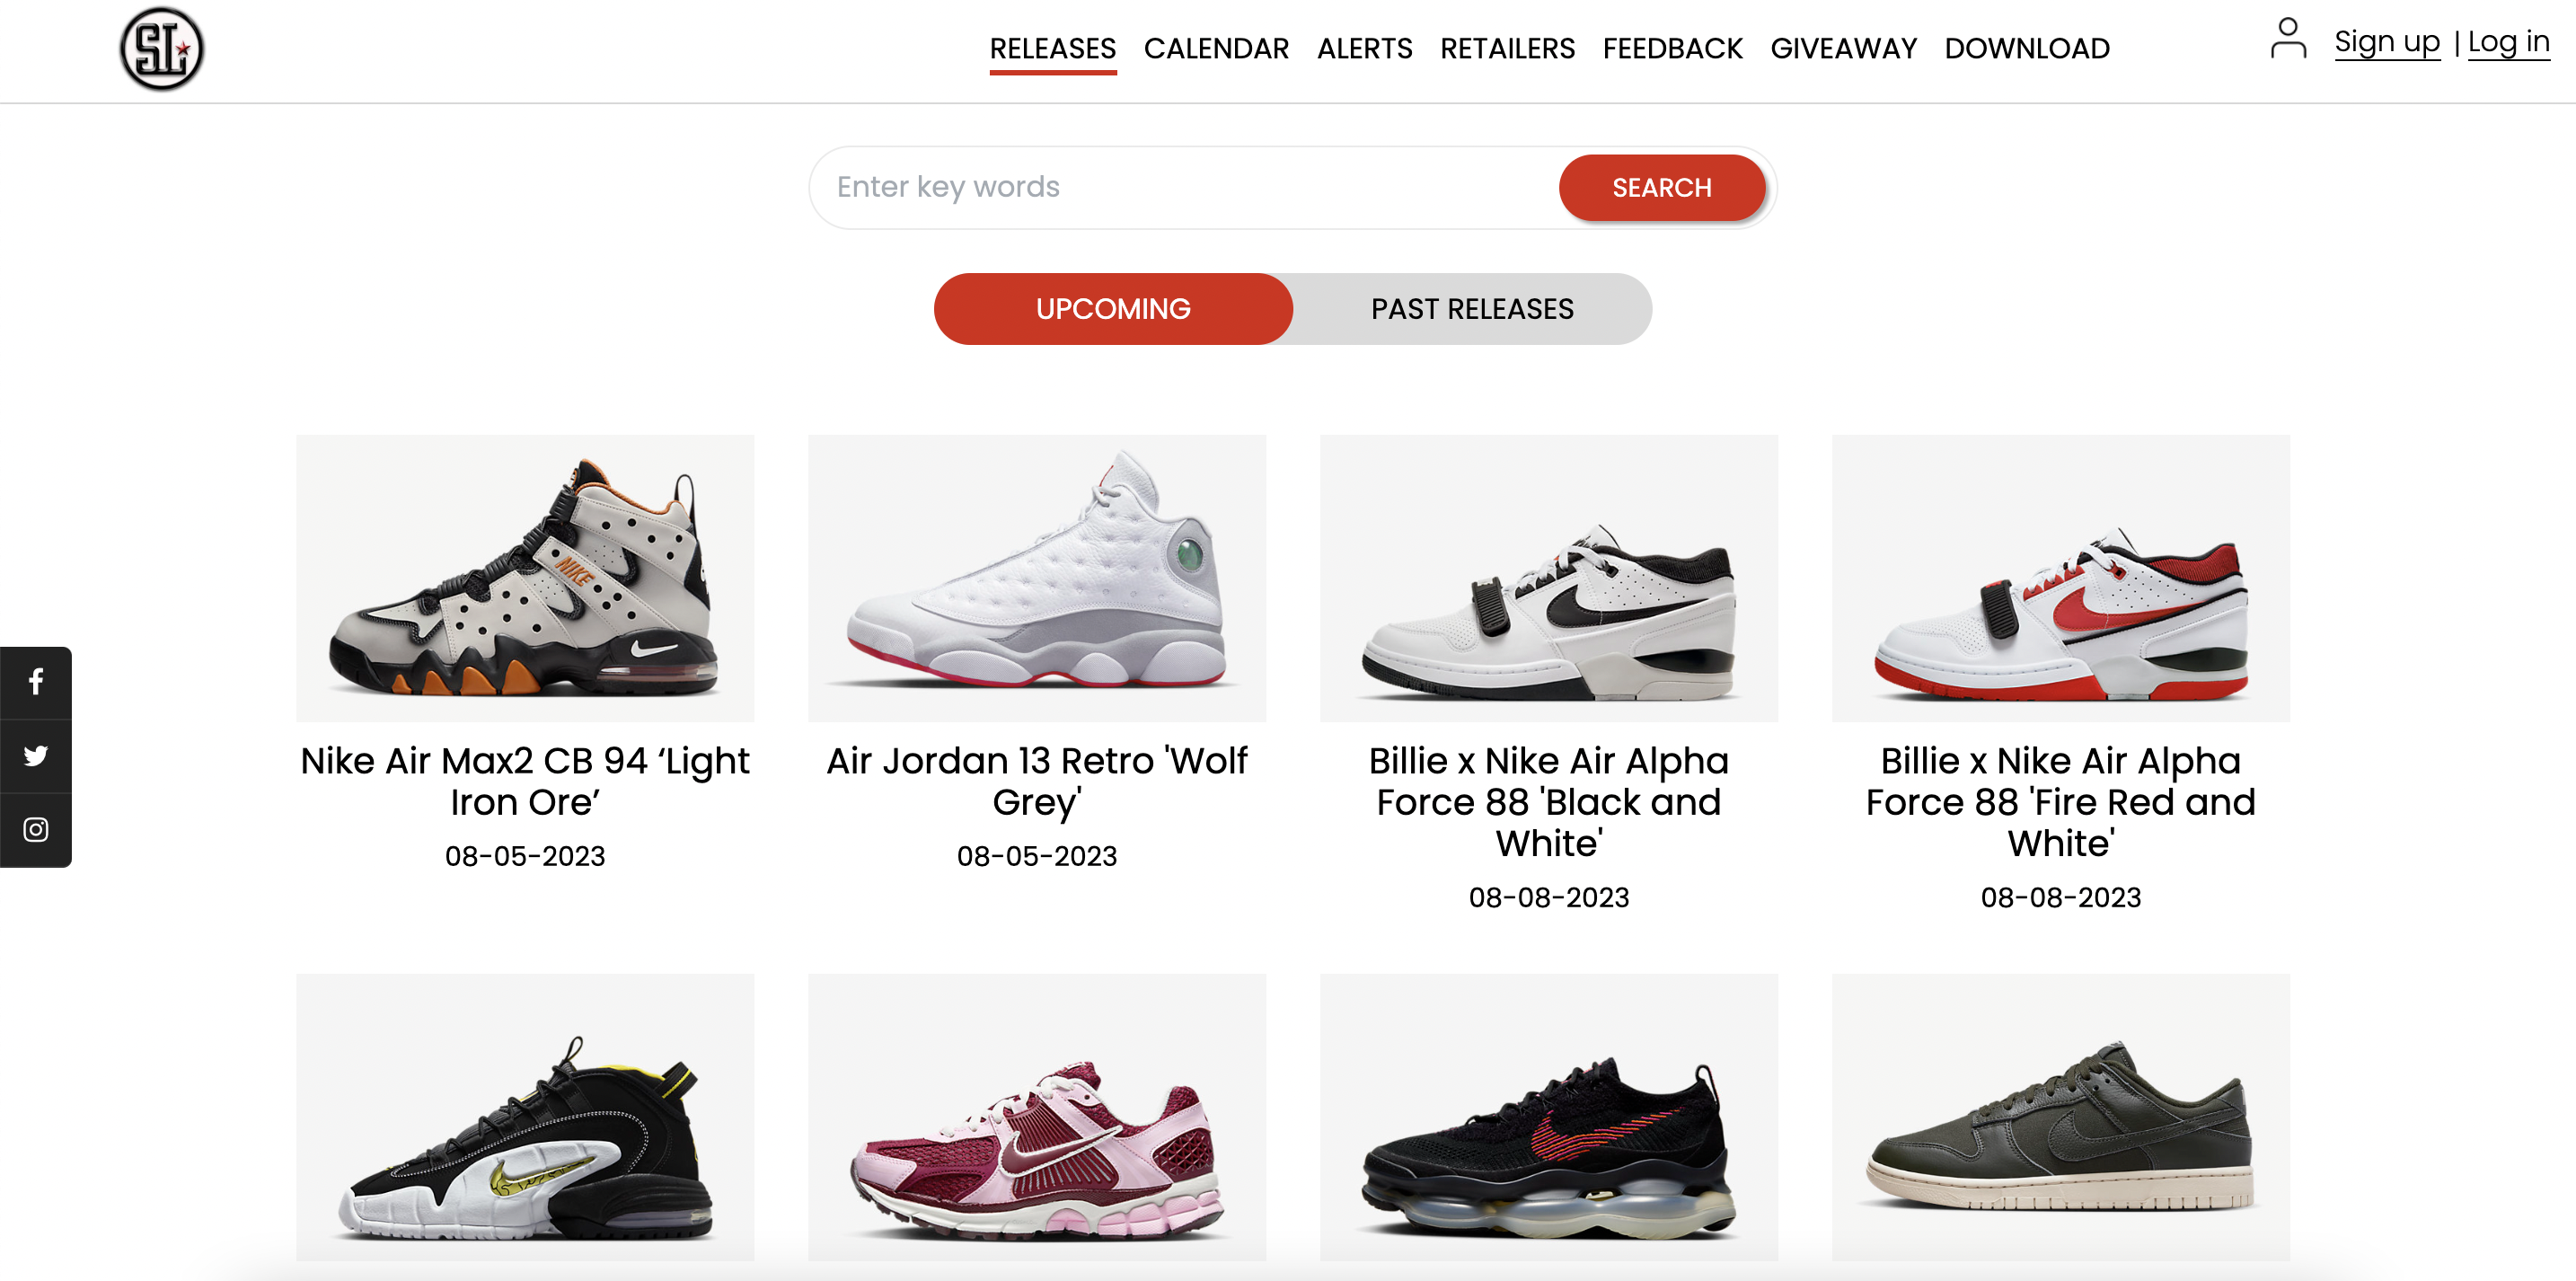 SL
RELEASES CALENDAR ALERTS RETAILERS FEEDBACK GIVEAWAY DOWNLOAD
Sign up | Log in
Enter key words
SEARCH
UPCOMING
PAST RELEASES
NIKE
Nike Air Max2 CB 94 ‘Light
Iron Ore’
08-05-2023
Air Jordan 13 Retro 'Wolf
Grey'
08-05-2023
Billie x Nike Air Alpha
Force 88 'Black and
White'
08-08-2023
Billie x Nike Air Alpha
Force 88 'Fire Red and
White'
08-08-2023